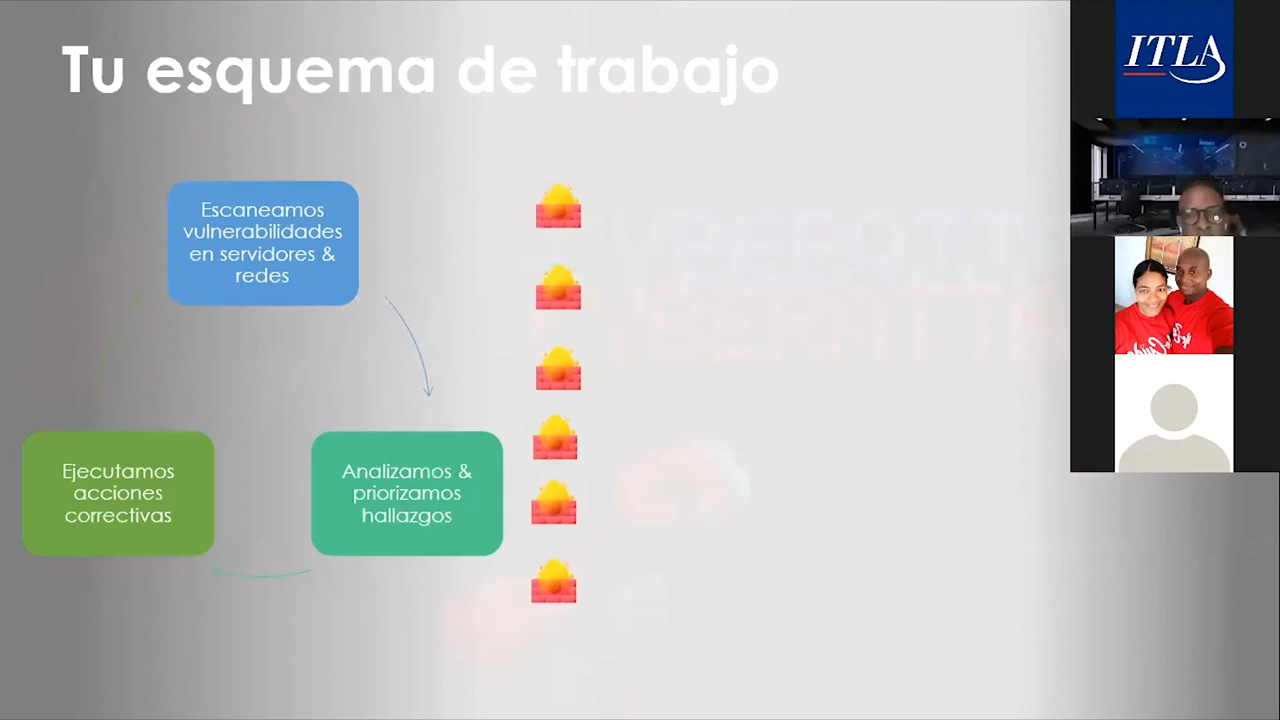 Tu esquema de trabajo
ITLA
Escaneamos
vulnerabilidades
en servidores &
redes
Ejecutamos
acciones
correctivas
Analizamos &
priorizamos
hallazgos